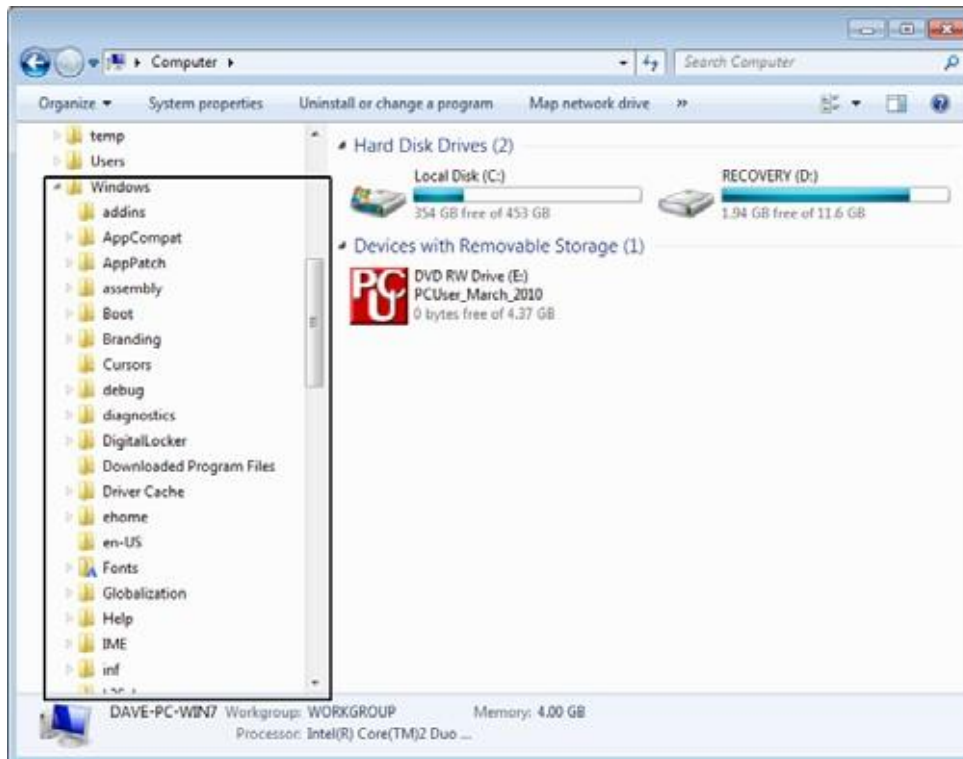 Computer
Search Computer
Organize
System properties
Uninstall or change a program
Map network drive
»
temp
Users
Windows
addins
AppCompat
AppPatch
assembly
Boot
Branding
Cursors
debug
diagnostics
DigitalLocker
Downloaded Program Files
Driver Cache
ehome
en-US
Fonts
Globalization
Help
IME
inf
Hard Disk Drives (2)
Local Disk (C:)
354 GB free of 453 GB
RECOVERY (D:)
1.94 GB free of 11.6 GB
Devices with Removable Storage (1)
PCU
DVD RW Drive (E:)
PCUser_March_2010
0 bytes free of 4.37 GB
DAVE-PC-WIN7 Workgroup: WORKGROUP Memory: 4.00 GB
Processor: Intel(R) Core(TM)2 Duo ...